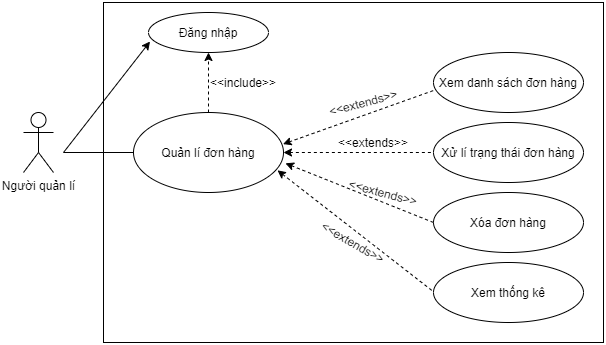 Đăng nhập
<<include>>
Xem danh sách đơn hàng
<<extends>>
Người quản lí
Quản lí đơn hàng
<<extends>>
Xử lí trạng thái đơn hàng
<<extends>>
Xóa đơn hàng
<<extends>>
Xem thống kê